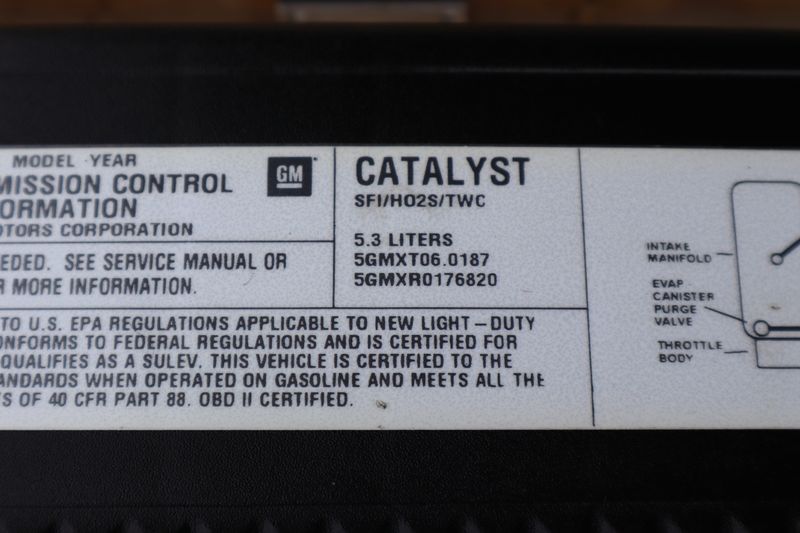 MODEL YEAR
MISSION CONTROL
ORMATION
OTORS CORPORATION
GM
EEDED. SEE SERVICE MANUAL OR
R MORE INFORMATION.
CATALYST
SFI/HO2S/TWC
5.3 LITERS
5GMXT06.0187
5GMXR0176820
TO U.S. EPA REGULATIONS APPLICABLE TO NEW LIGHT-DUTY
ONFORMS TO FEDERAL REGULATIONS AND IS CERTIFIED FOR
QUALIFIES AS A SULEV. THIS VEHICLE IS CERTIFIED TO THE
ANDARDS WHEN OPERATED ON GASOLINE AND MEETS ALL THE
S OF 40 CFR PART 88. OBD II CERTIFIED.
INTAKE
MANIFOLD
EVAP
CANISTER
PURGE
VALVE
THROTTLE
BODY